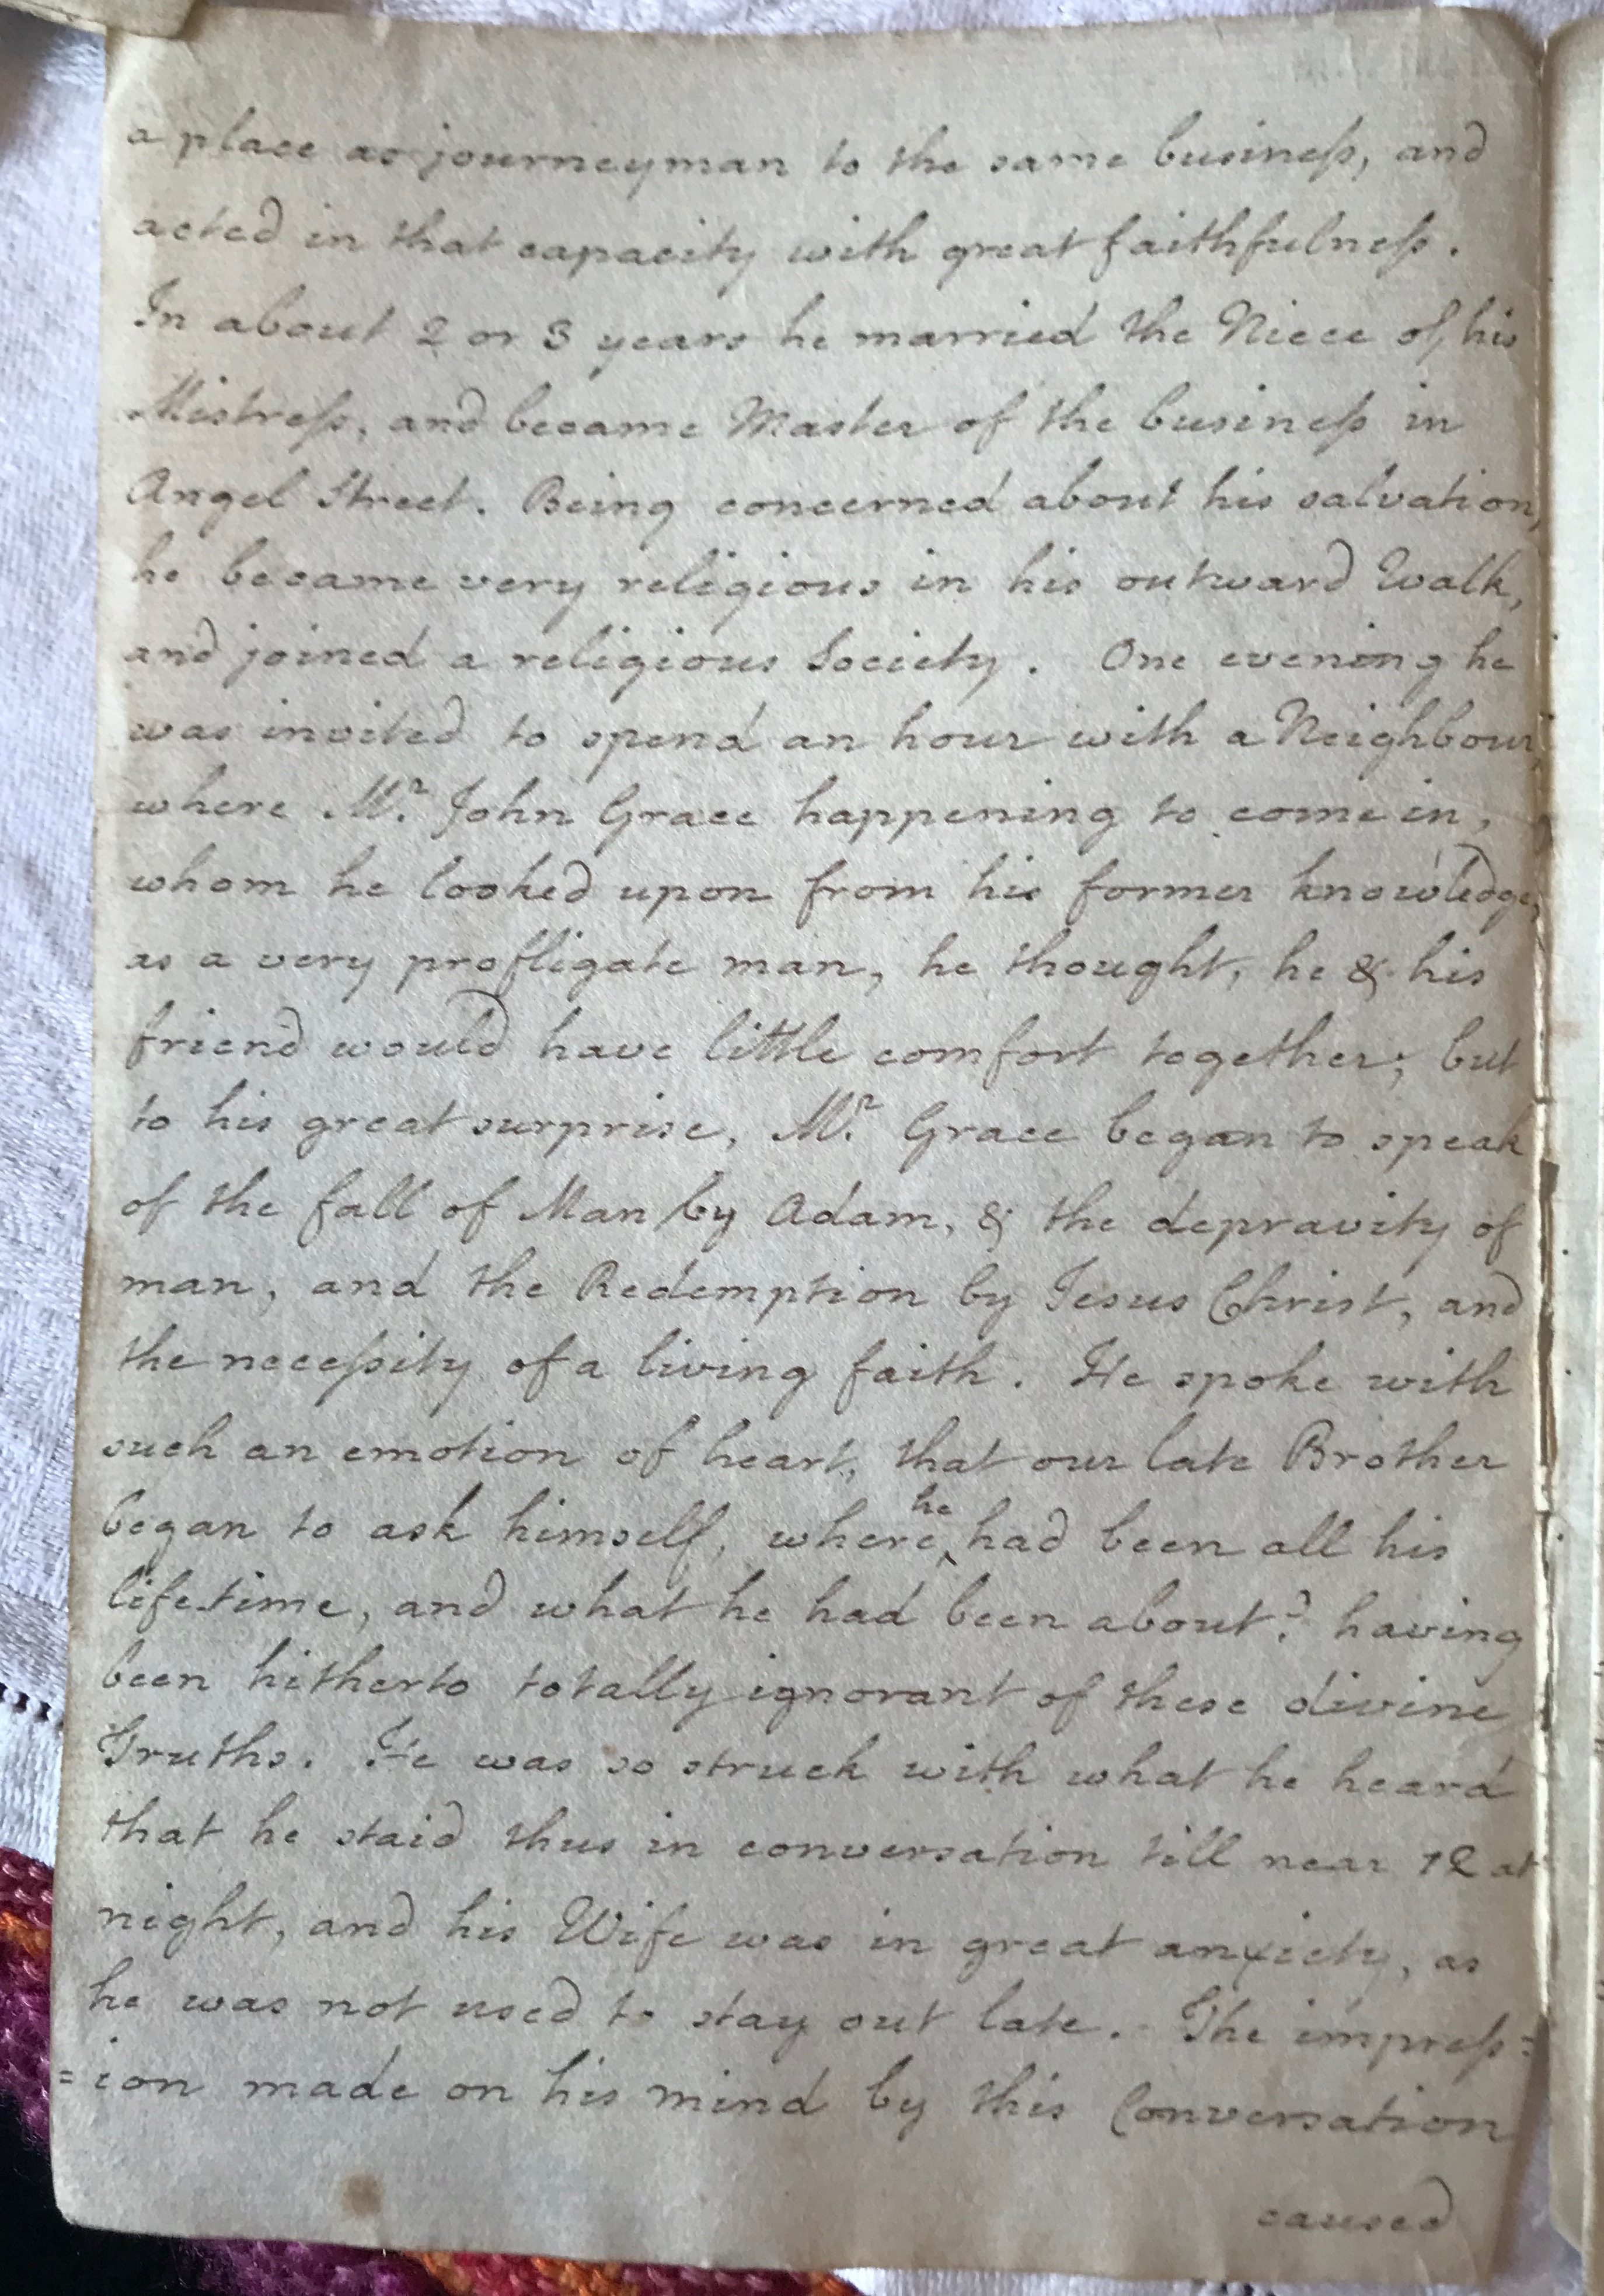 a place as journeyman to the same busineſs, and
acted in that capacity with great faithfulneſs.
In about 2 or 3 years he married the Niece of his
Mistreſs, and became Master of the busineſs in
Angel Street. Being concerned about his salvation,
he became very religious in his outward Walk,
and joined a religious Society. One evening he
was invited to spend an hour with a Neighbour,
where Mr. John Grace happening to come in,
whom he looked upon from his former knowledge,
as a very profligate man, he thought, he & his
friend would have little comfort together; but
to his great surprise, Mr. Grace began to speak
of the fall of Man by Adam, & the depravity of
man, and the Redemption by Jesus Christ, and
the neceſsity of a living faith. He spoke with
such an emotion of heart, that our late Brother
began to ask himself, where he had been all his
life-time, and what he had been about? having
been hitherto totally ignorant of these divine
Truths. He was so struck with what he heard
that he staid thus in conversation till near 12 at
night, and his Wife was in great anxiety, as
he was not used to stay out late. The impreſs=
=ion made on his mind by this Conversation
caused